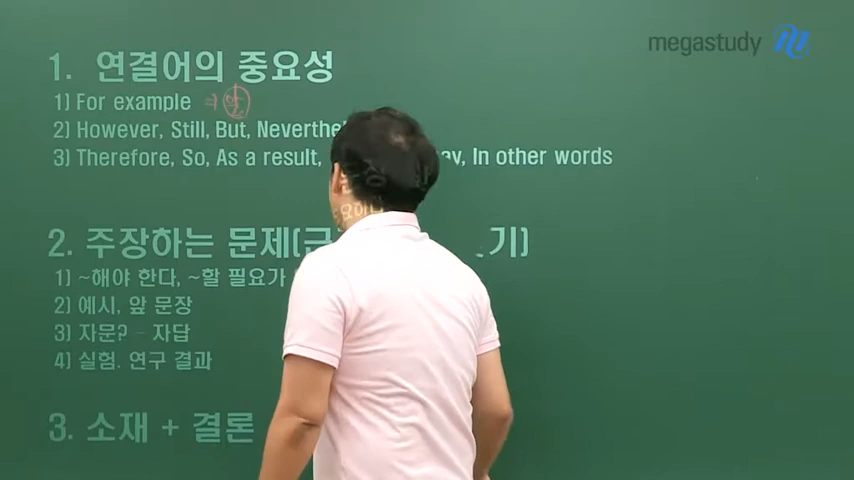 megastudy
1. 연결어의 중요성
1) For example ⇒ 앞
2) However, Still, But,
3) Therefore, So, As a result, In other words
2. 주장하는 문제(
1) ~해야 한다, ~할 필요가
2) 예시, 앞 문장
3) 자문? - 자답
4) 실험. 연구 결과
3. 소재 + 결론